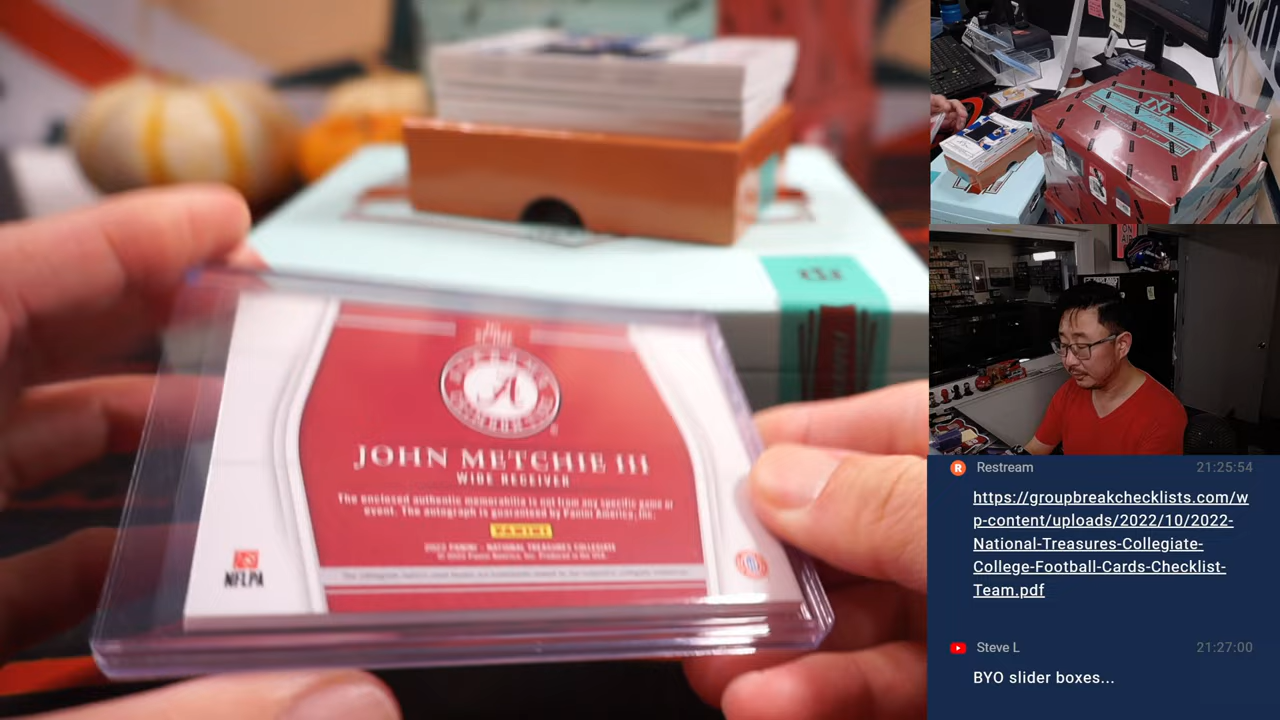 JOHN METCHIE III
WIDE RECEIVER
The enclosed authentic memorabilia is not from any specific game or
event. The autograph is guaranteed by Panini America, Inc.
PANINI
2022 PANINI - NATIONAL TREASURES COLLEGIATE
NFLPA
Restream
21:25:54
https://groupbreakchecklists.com/w
p-content/uploads/2022/10/2022-
National-Treasures-Collegiate-
College-Football-Cards-Checklist-
Team.pdf
Steve L
21:27:00
BYO slider boxes...